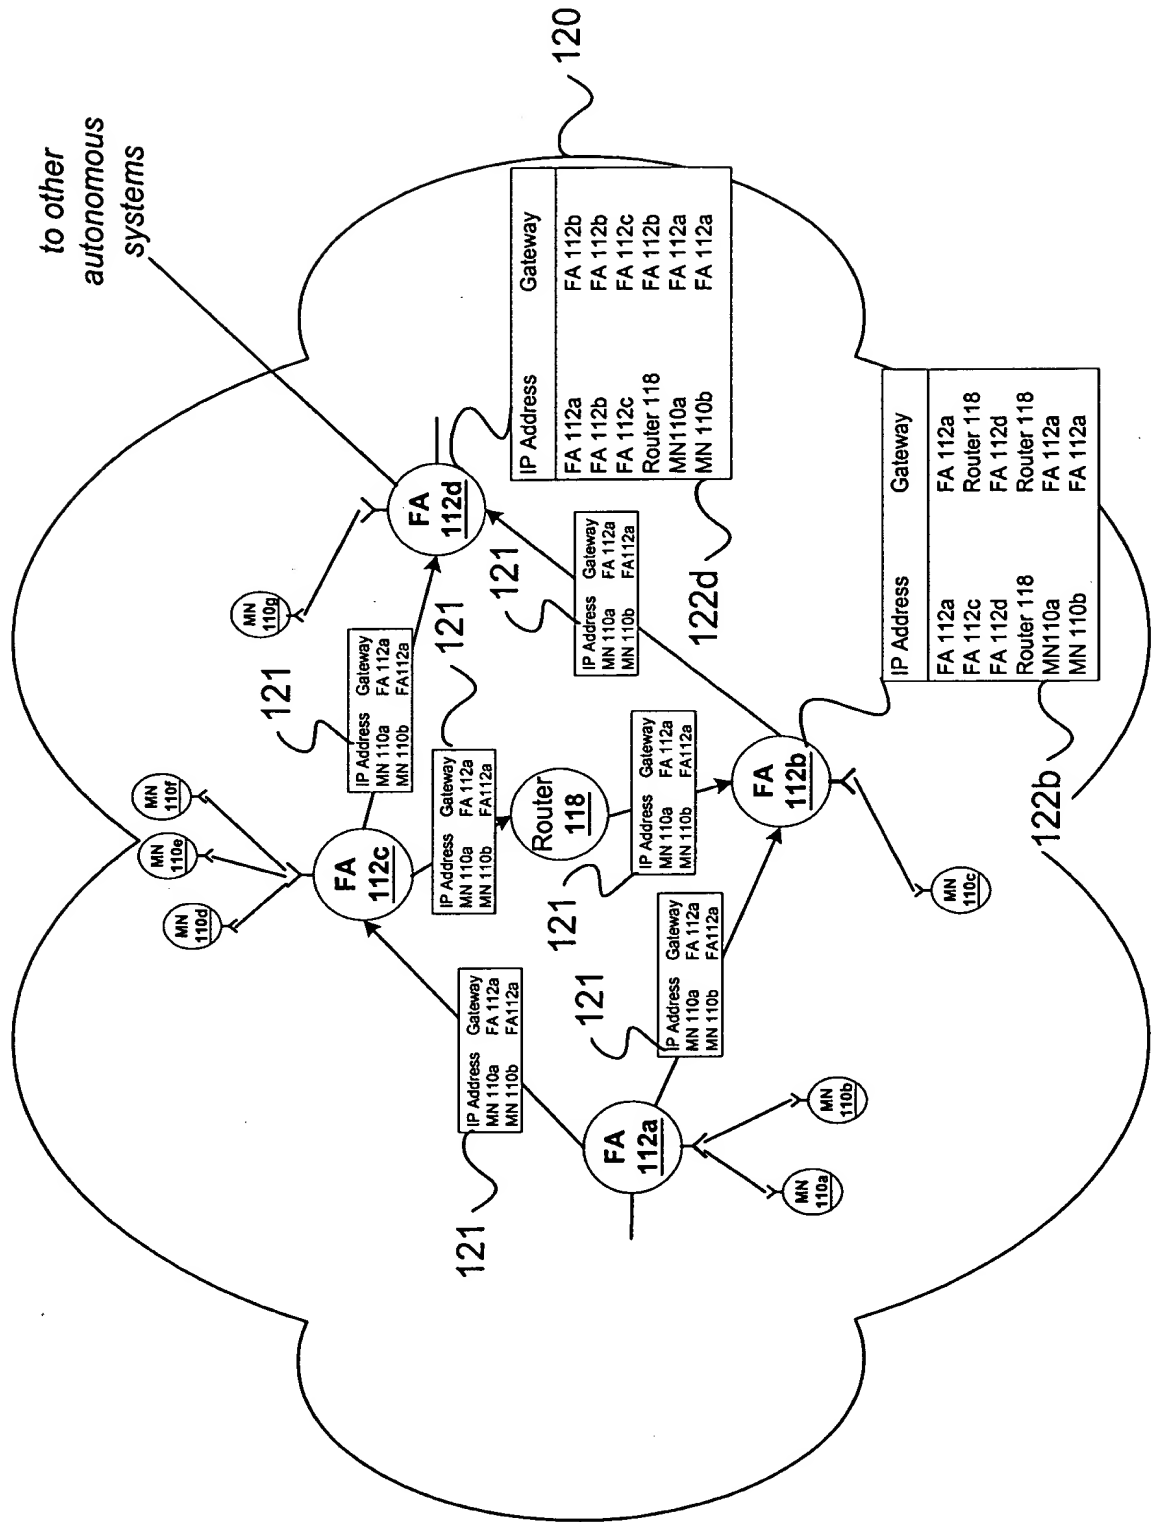 to other
autonomous
systems
120
IP Address Gateway
FA 112a FA 112b
FA 112b FA 112b
FA 112c FA 112c
Router 118 FA 112b
MN110a FA 112a
MN 110b FA 112a
122d
FA
112d
MN
110g
121
IP Address Gateway
MN 110a FA 112a
MN 110b FA112a
121
IP Address Gateway
MN 110a FA 112a
MN 110b FA112a
121
IP Address Gateway
MN 110a FA 112a
MN 110b FA112a
MN
110f
MN
110e
MN
110d
FA
112c
Router
118
121
IP Address Gateway
MN 110a FA 112a
MN 110b FA112a
FA
112b
IP Address Gateway
FA 112a FA 112a
FA 112c Router 118
FA 112d FA 112d
Router 118 Router 118
MN110a FA 112a
MN 110b FA 112a
122b
MN
110c
121
IP Address Gateway
MN 110a FA 112a
MN 110b FA112a
121
IP Address Gateway
MN 110a FA 112a
MN 110b FA112a
FA
112a
MN
110b
MN
110a